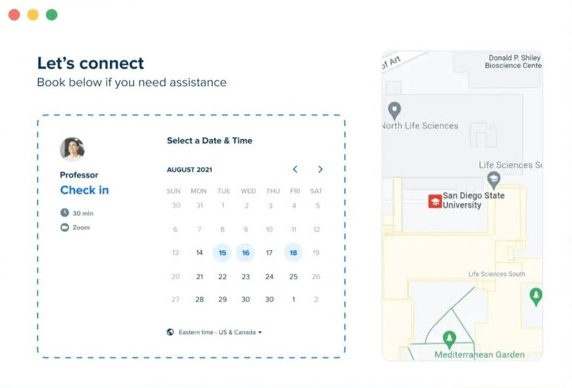 Let's connect
Book below if you need assistance
Professor
Check in
30 min
Zoom
Select a Date & Time
AUGUST 2021
SUN MON TUE WED THU FRI SAT
30 31 1 2 3 4 5
6 7 8 9 10 11 12
13 14 15 16 17 18 19
20 21 22 23 24 25 26
27 28 29 30 30 1 2
Eastern time - US & Canada
of Art
Donald P. Shiley
Bioscience Cente
North Life Sciences
Life Sciences S
San Diego State
University
Life Sciences South
Mediterranean Garden